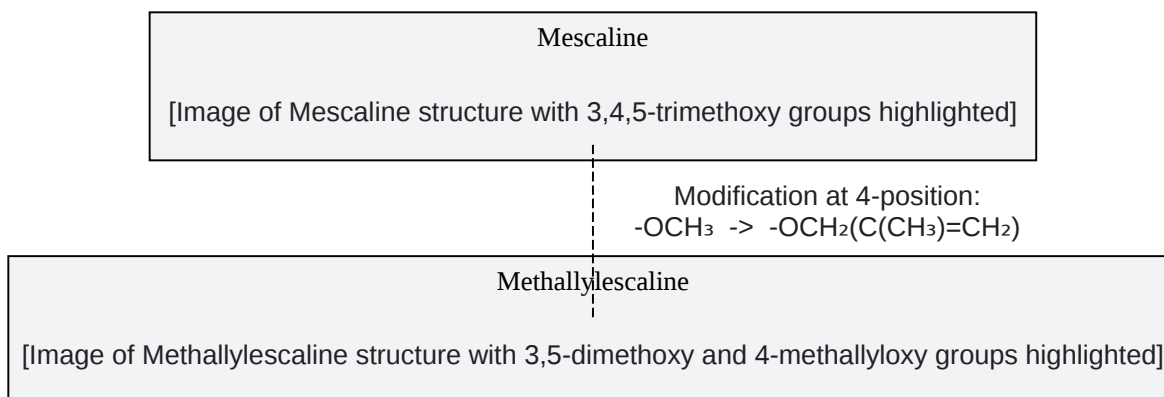 Mescaline
[Image of Mescaline structure with 3,4,5-trimethoxy groups highlighted]
Modification at 4-position:
-OCH₃ -> -OCH₂(C(CH₃)=CH₂)
Methallylescaline
[Image of Methallylescaline structure with 3,5-dimethoxy and 4-methallyloxy groups highlighted]